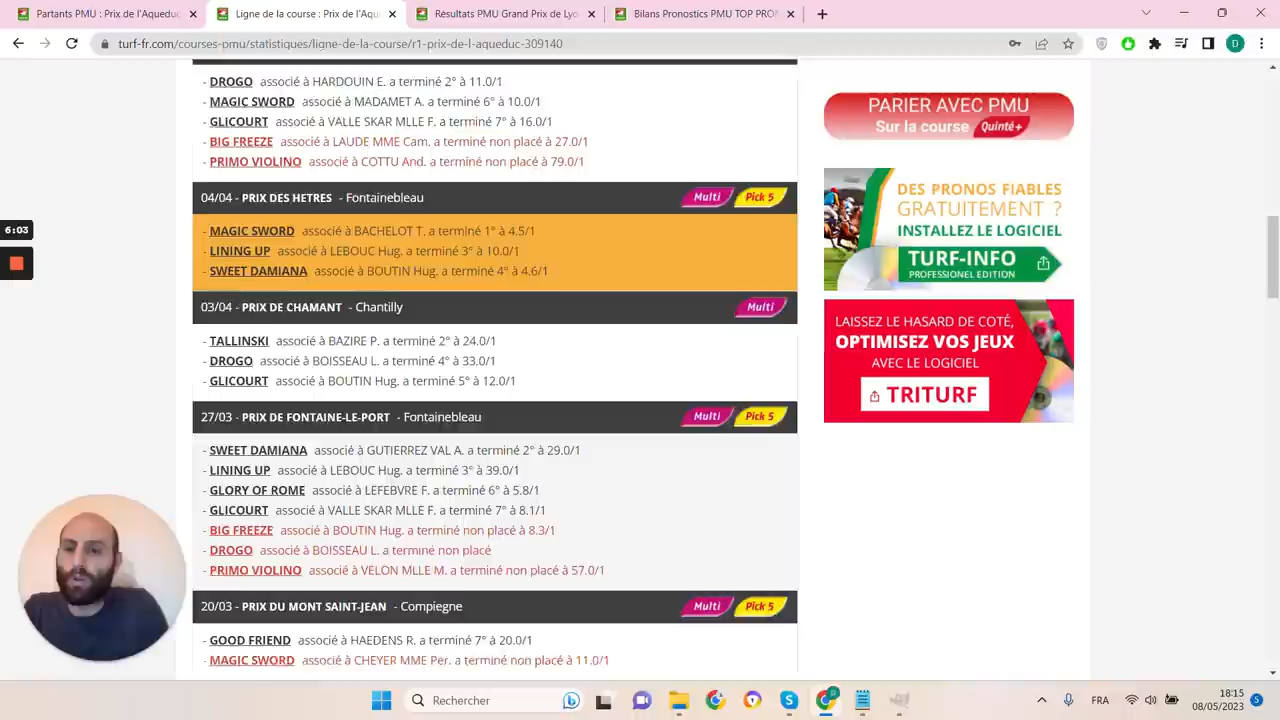 Partants PMU : Prix de l'Aqu
Ligne de la course : Prix de l'Aqu
Résultats PMU Grand Prix de Lyo
Bilans Pronostics PMU TOP PRON
turf-fr.com/courses-pmu/statistiques/ligne-de-la-course/r1-prix-de-l-aqueduc-309140
D
- DROGO associé à HARDOUIN E. a terminé 2° à 11.0/1
- MAGIC SWORD associé à MADAMET A. a terminé 6° à 10.0/1
- GLICOURT associé à VALLE SKAR MLLE F. a terminé 7° à 16.0/1
- BIG FREEZE associé à LAUDE MME Cam. a terminé non placé à 27.0/1
- PRIMO VIOLINO associé à COTTU And. a terminé non placé à 79.0/1
04/04 - PRIX DES HETRES - Fontainebleau Multi Pick 5
- MAGIC SWORD associé à BACHELOT T. a terminé 1° à 4.5/1
- LINING UP associé à LEBOUC Hug. a terminé 3° à 10.0/1
- SWEET DAMIANA associé à BOUTIN Hug. a terminé 4° à 4.6/1
03/04 - PRIX DE CHAMANT - Chantilly Multi
- TALLINSKI associé à BAZIRE P. a terminé 2° à 24.0/1
- DROGO associé à BOISSEAU L. a terminé 4° à 33.0/1
- GLICOURT associé à BOUTIN Hug. a terminé 5° à 12.0/1
27/03 - PRIX DE FONTAINE-LE-PORT - Fontainebleau Multi Pick 5
- SWEET DAMIANA associé à GUTIERREZ VAL A. a terminé 2° à 29.0/1
- LINING UP associé à LEBOUC Hug. a terminé 3° à 39.0/1
- GLORY OF ROME associé à LEFEBVRE F. a terminé 6° à 5.8/1
- GLICOURT associé à VALLE SKAR MLLE F. a terminé 7° à 8.1/1
- BIG FREEZE associé à BOUTIN Hug. a terminé non placé à 8.3/1
- DROGO associé à BOISSEAU L. a terminé non placé
- PRIMO VIOLINO associé à VELON MLLE M. a terminé non placé à 57.0/1
20/03 - PRIX DU MONT SAINT-JEAN - Compiegne Multi Pick 5
- GOOD FRIEND associé à HAEDENS R. a terminé 7° à 20.0/1
- MAGIC SWORD associé à CHEYER MME Per. a terminé non placé à 11.0/1
PARIER AVEC PMU
Sur la course Quinté+
DES PRONOS FIABLES
GRATUITEMENT ?
INSTALLEZ LE LOGICIEL
TURF-INFO
PROFESSIONEL EDITION
LAISSEZ LE HASARD DE COTÉ,
OPTIMISEZ VOS JEUX
AVEC LE LOGICIEL
TRITURF
6:03
Rechercher
FRA
18:15
08/05/2023
5